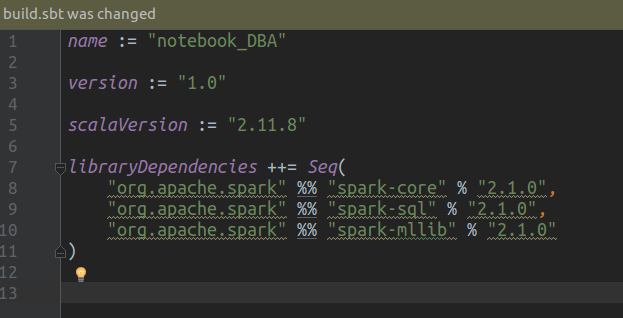 build.sbt was changed
1 name := "notebook_DBA"
2
3 version := "1.0"
4
5 scalaVersion := "2.11.8"
6
7 libraryDependencies ++= Seq(
8 "org.apache.spark" %% "spark-core" % "2.1.0",
9 "org.apache.spark" %% "spark-sql" % "2.1.0",
10 "org.apache.spark" %% "spark-mllib" % "2.1.0"
11 )
12
13